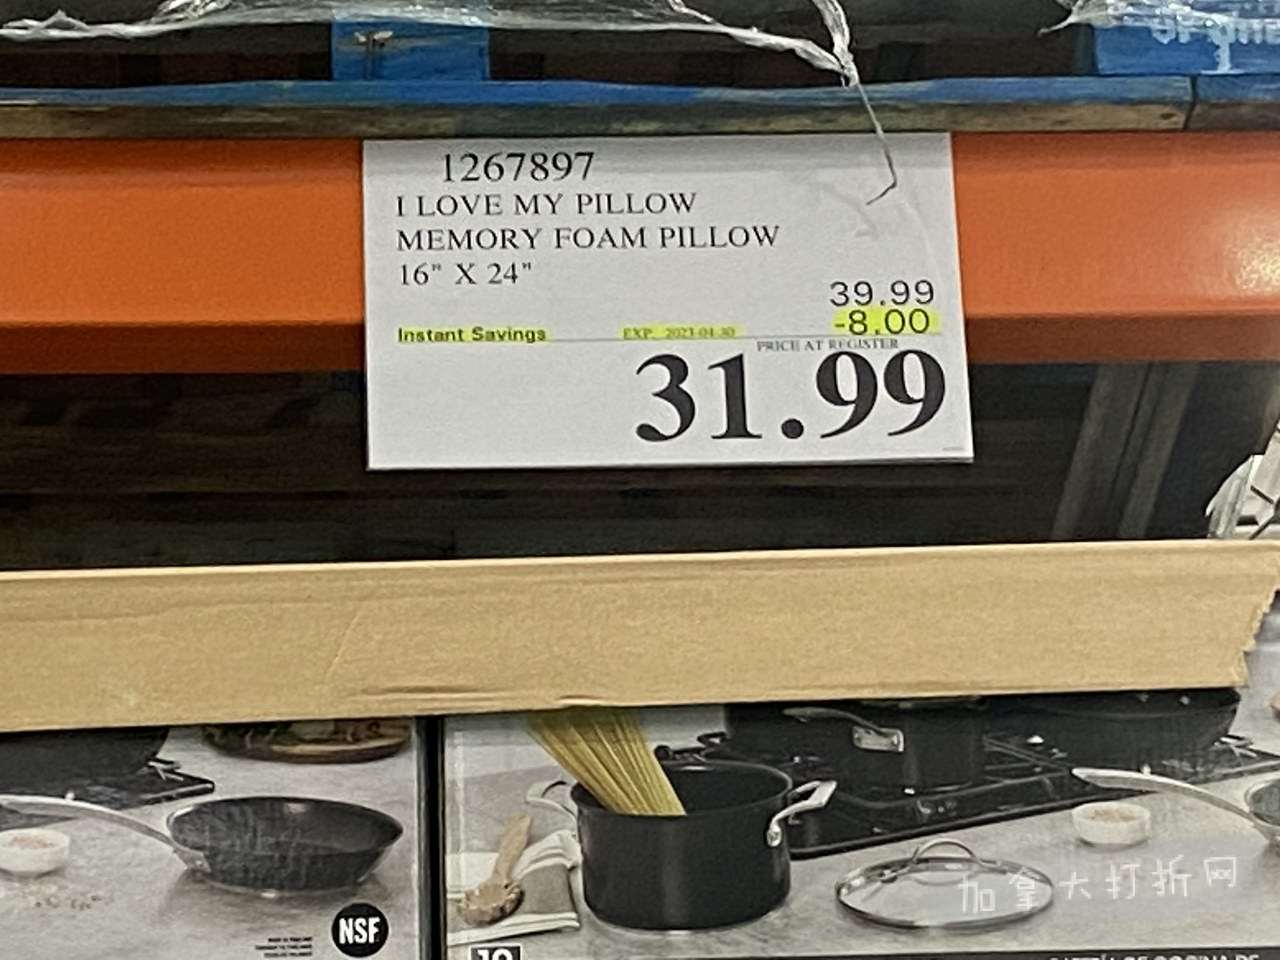 1267897
I LOVE MY PILLOW
MEMORY FOAM PILLOW
16" X 24"
39.99
-8.00
Instant Savings EXP. 2023-04-30
PRICE AT REGISTER
31.99
NSF
加拿大打折网
10